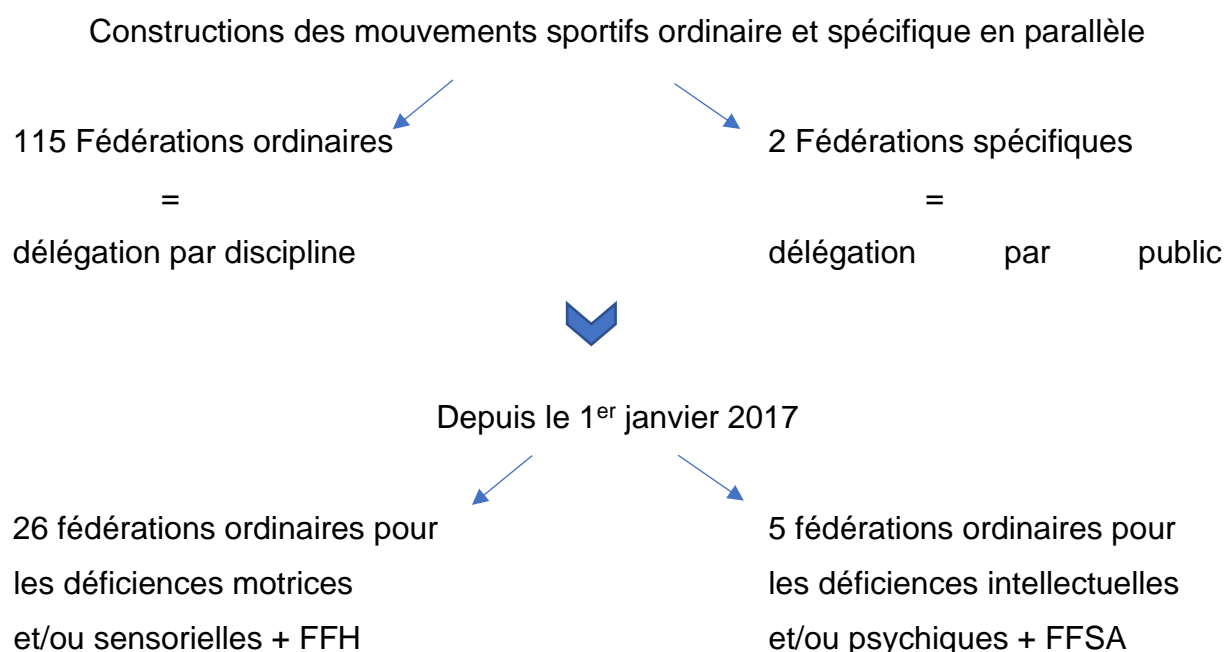 Constructions des mouvements sportifs ordinaire et spécifique en parallèle
115 Fédérations ordinaires
=
délégation par discipline
2 Fédérations spécifiques
=
délégation par public
Depuis le 1er janvier 2017
26 fédérations ordinaires pour
les déficiences motrices
et/ou sensorielles + FFH
5 fédérations ordinaires pour
les déficiences intellectuelles
et/ou psychiques + FFSA